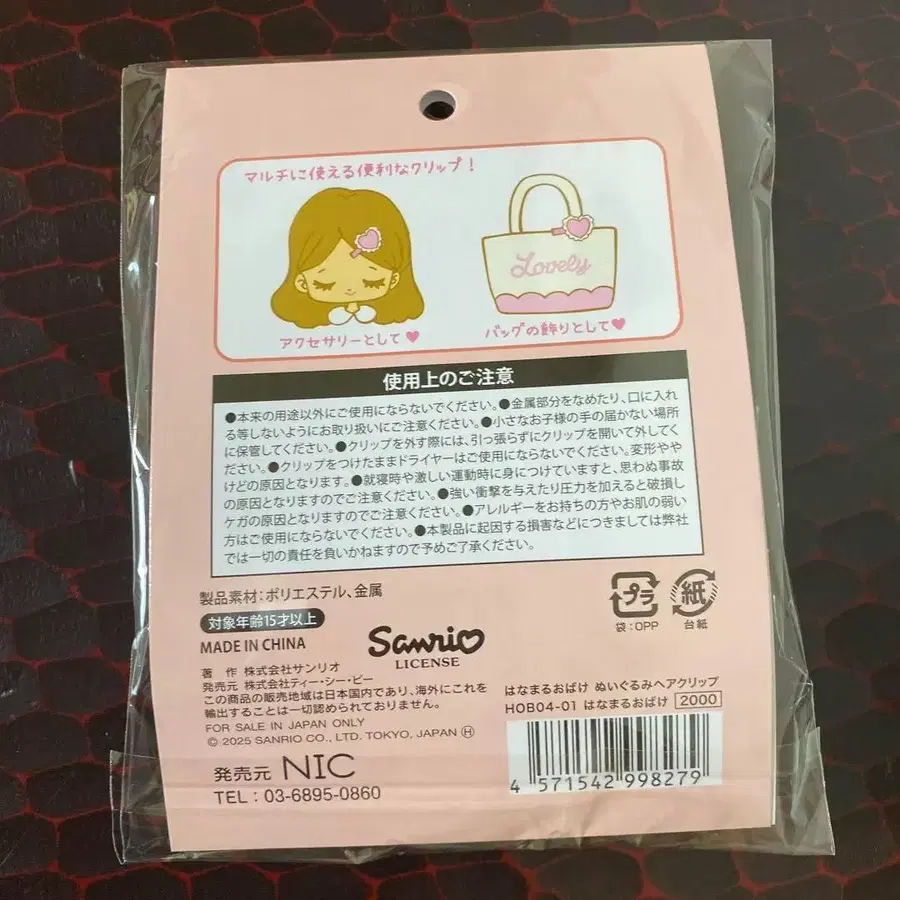 マルチに使える便利なクリップ!
Lovely
アクセサリーとして♥
バッグの飾りとして♥
使用上のご注意
●本来の用途以外にご使用にならないでください。●金属部分をなめたり、口に入れ
る等しないようにお取り扱いにご注意ください。●小さなお子様の手の届かない場所
に保管してください。●クリップを外す際には、引っ張らずにクリップを開いて外してく
ださい。●クリップをつけたままドライヤーはご使用にならないでください。変形やや
けどの原因となります。●就寝時や激しい運動時に身につけていますと、思わぬ事故
の原因となりますのでご注意ください。●強い衝撃を与えたり圧力を加えると破損し
ケガの原因となりますのでご注意ください。●アレルギーをお持ちの方やお肌の弱い
方はご使用にならないでください。●本製品に起因する損害などにつきましては弊社
では一切の責任を負いかねますので予めご了承ください。
製品素材:ポリエステル、金属
対象年齢15才以上
MADE IN CHINA
Sanrio
LICENSE
プラ
袋:OPP
紙
台紙
著 作 株式会社サンリオ
発売元 株式会社ティー・シー・ビー
この商品の販売地域は日本国内であり、海外にこれを
輸出することは一切認められておりません。
FOR SALE IN JAPAN ONLY
© 2025 SANRIO CO., LTD. TOKYO, JAPAN Ⓗ
発売元 NIC
TEL:03-6895-0860
はなまるおばけ ぬいぐるみヘアクリップ
HOB04-01 はなまるおばけ 2000
4 571542 998279